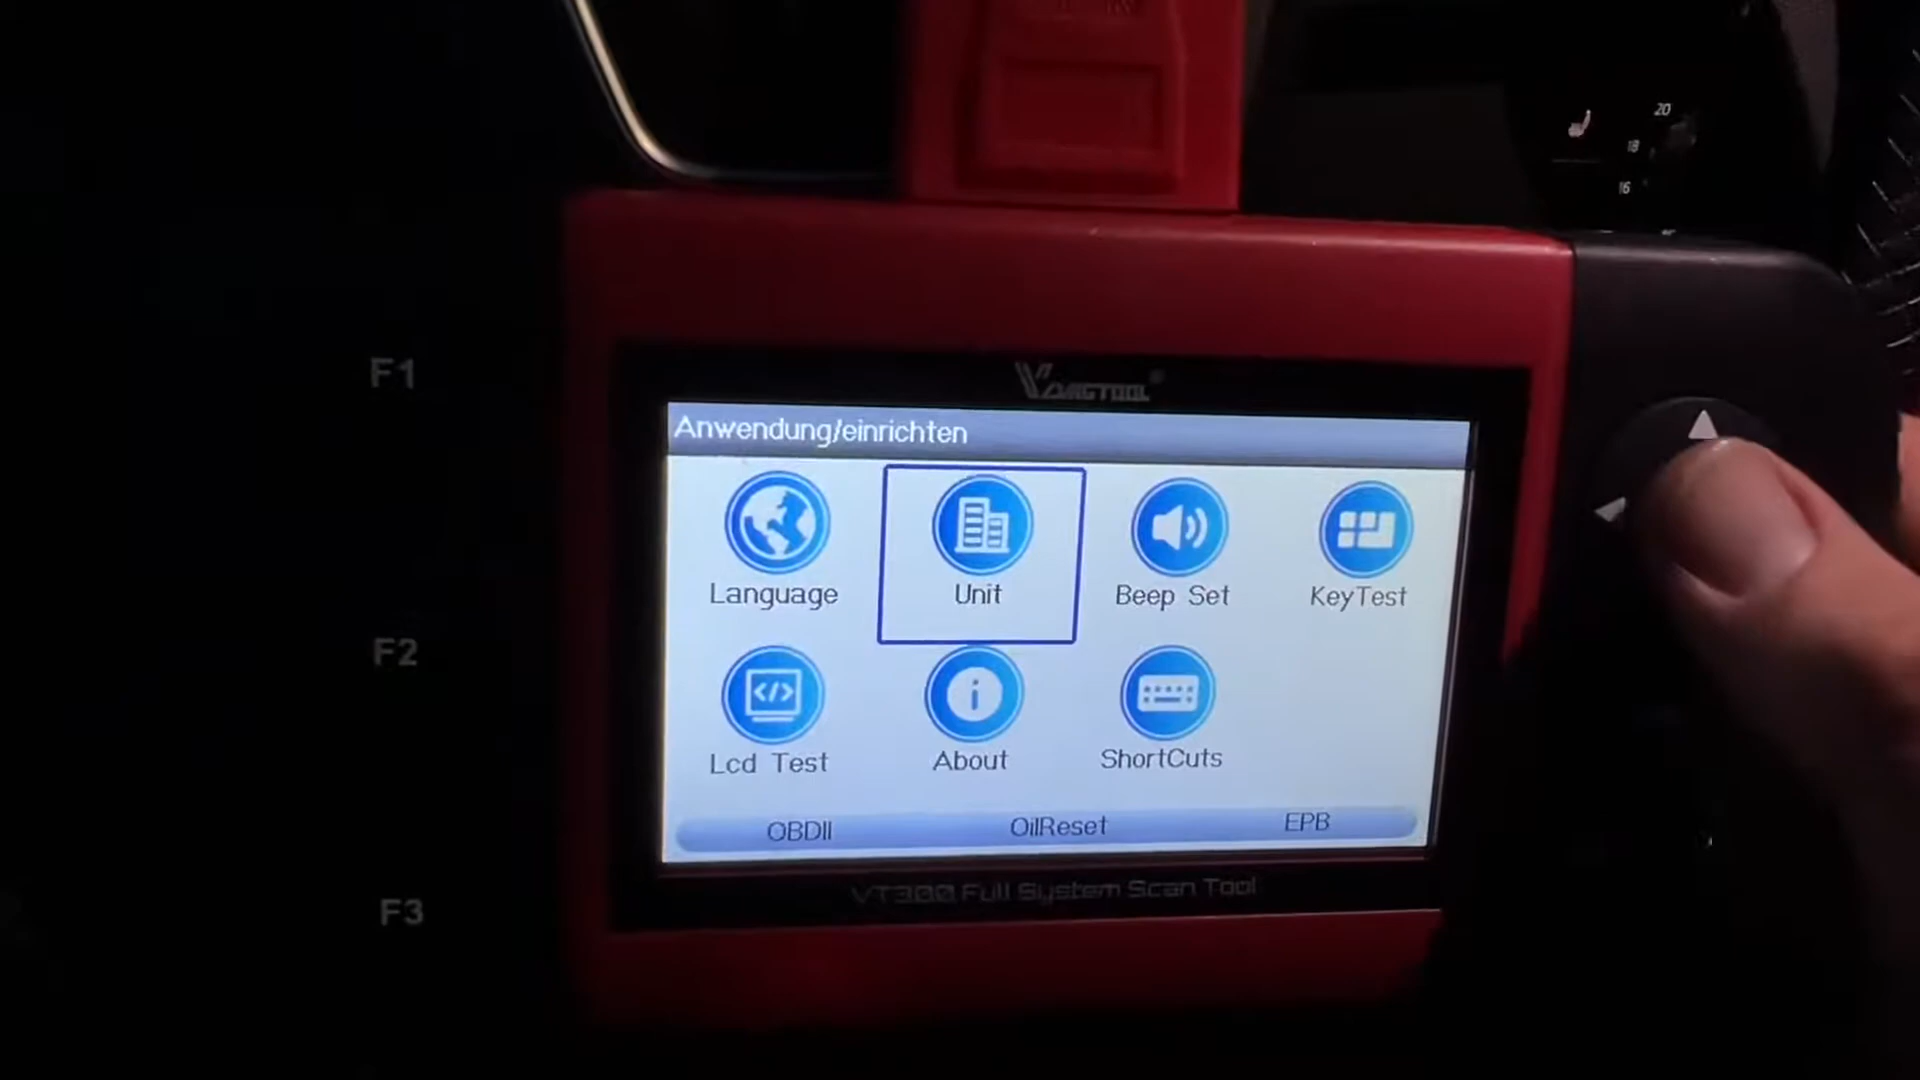 20
18
16
F1
VDIAGTOOL
Anwendung/einrichten
Language Unit Beep Set KeyTest
F2
Lcd Test About ShortCuts
OBDII OilReset EPB
VT300 Full System Scan Tool
F3